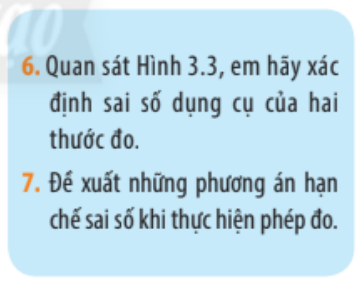 6. Quan sát Hình 3.3, em hãy xác
định sai số dụng cụ của hai
thước đo.
7. Đề xuất những phương án hạn
chế sai số khi thực hiện phép đo.